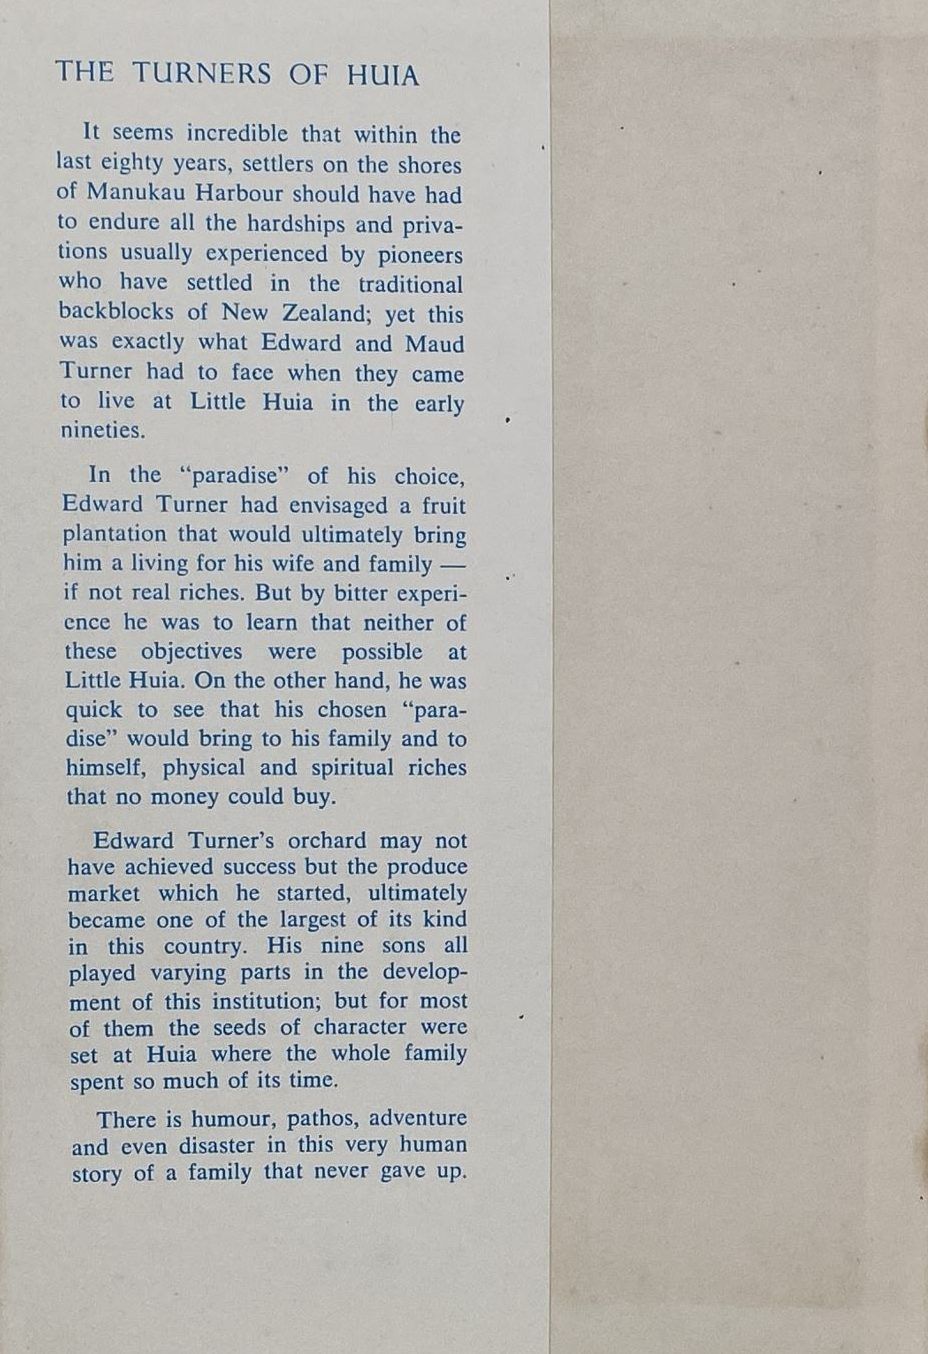 THE TURNERS OF HUIA
It seems incredible that within the
last eighty years, settlers on the shores
of Manukau Harbour should have had
to endure all the hardships and priva-
tions usually experienced by pioneers
who have settled in the traditional
backblocks of New Zealand; yet this
was exactly what Edward and Maud
Turner had to face when they came
to live at Little Huia in the early
nineties.
In the “paradise” of his choice,
Edward Turner had envisaged a fruit
plantation that would ultimately bring
him a living for his wife and family —
if not real riches. But by bitter experi-
ence he was to learn that neither of
these objectives were possible at
Little Huia. On the other hand, he was
quick to see that his chosen “para-
dise” would bring to his family and to
himself, physical and spiritual riches
that no money could buy.
Edward Turner’s orchard may not
have achieved success but the produce
market which he started, ultimately
became one of the largest of its kind
in this country. His nine sons all
played varying parts in the develop-
ment of this institution; but for most
of them the seeds of character were
set at Huia where the whole family
spent so much of its time.
There is humour, pathos, adventure
and even disaster in this very human
story of a family that never gave up.